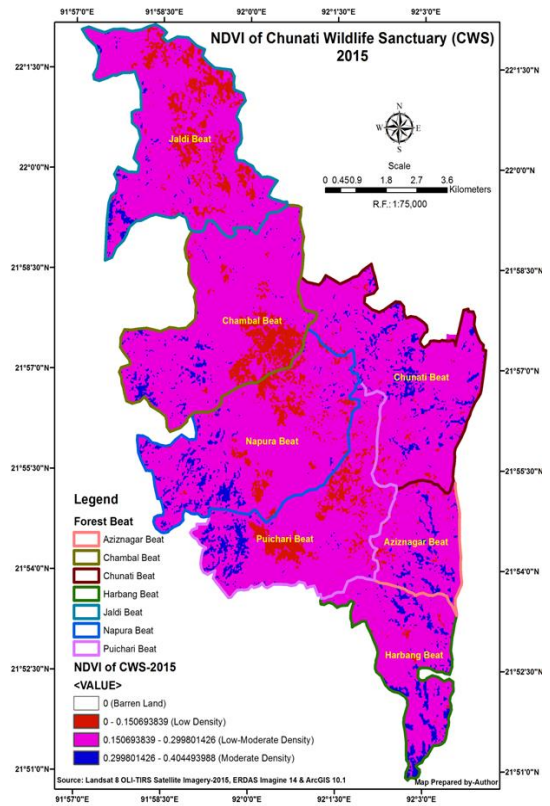 91°57'0"E 91°58'30"E 92°0'0"E 92°1'30"E 92°3'0"E
NDVI of Chunati Wildlife Sanctuary (CWS)
2015
22°1'30"N 22°1'30"N
N
W E
S
Jaldi Beat
22°0'0"N 22°0'0"N
Scale
0 0.450.9 1.8 2.7 3.6
Kilometers
R.F.: 1:75,000
21°58'30"N 21°58'30"N
Chambal Beat
21°57'0"N 21°57'0"N
Chunati Beat
Napura Beat
21°55'30"N 21°55'30"N
Legend
Forest Beat
Aziznagar Beat
Chambal Beat
Chunati Beat
Harbang Beat
Jaldi Beat
Napura Beat
Puichari Beat
Puichari Beat
Aziznagar Beat
21°54'0"N 21°54'0"N
Harbang Beat
21°52'30"N 21°52'30"N
NDVI of CWS-2015
<VALUE>
0 (Barren Land)
0 - 0.150693839 (Low Density)
0.150693839 - 0.299801426 (Low-Moderate Density)
0.299801426 - 0.404493988 (Moderate Density)
21°51'0"N 21°51'0"N
Source: Landsat 8 OLI-TIRS Satellite Imagery-2015, ERDAS Imagine 14 & ArcGIS 10.1
Map Prepared by-Author
91°57'0"E 91°58'30"E 92°0'0"E 92°1'30"E 92°3'0"E